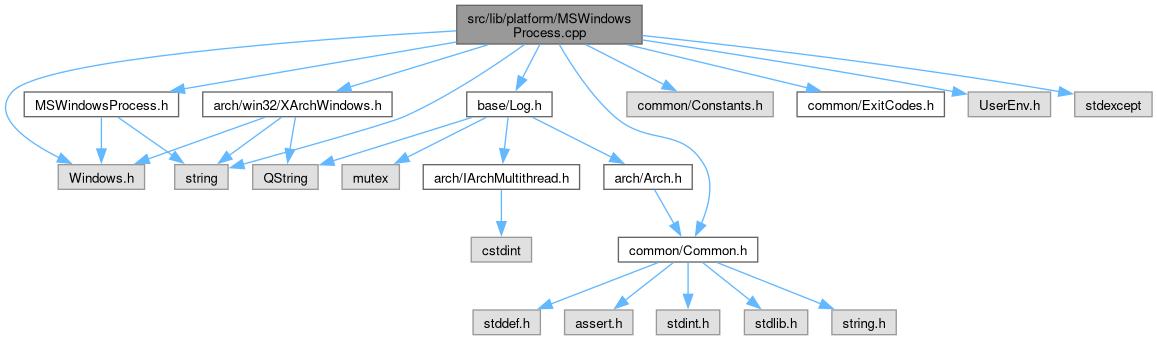 src/lib/platform/MSWindows
Process.cpp
MSWindowsProcess.h
arch/win32/XArchWindows.h
base/Log.h
common/Constants.h
common/ExitCodes.h
UserEnv.h
stdexcept
Windows.h
string
QString
mutex
arch/IArchMultithread.h
arch/Arch.h
cstdint
common/Common.h
stddef.h
assert.h
stdint.h
stdlib.h
string.h